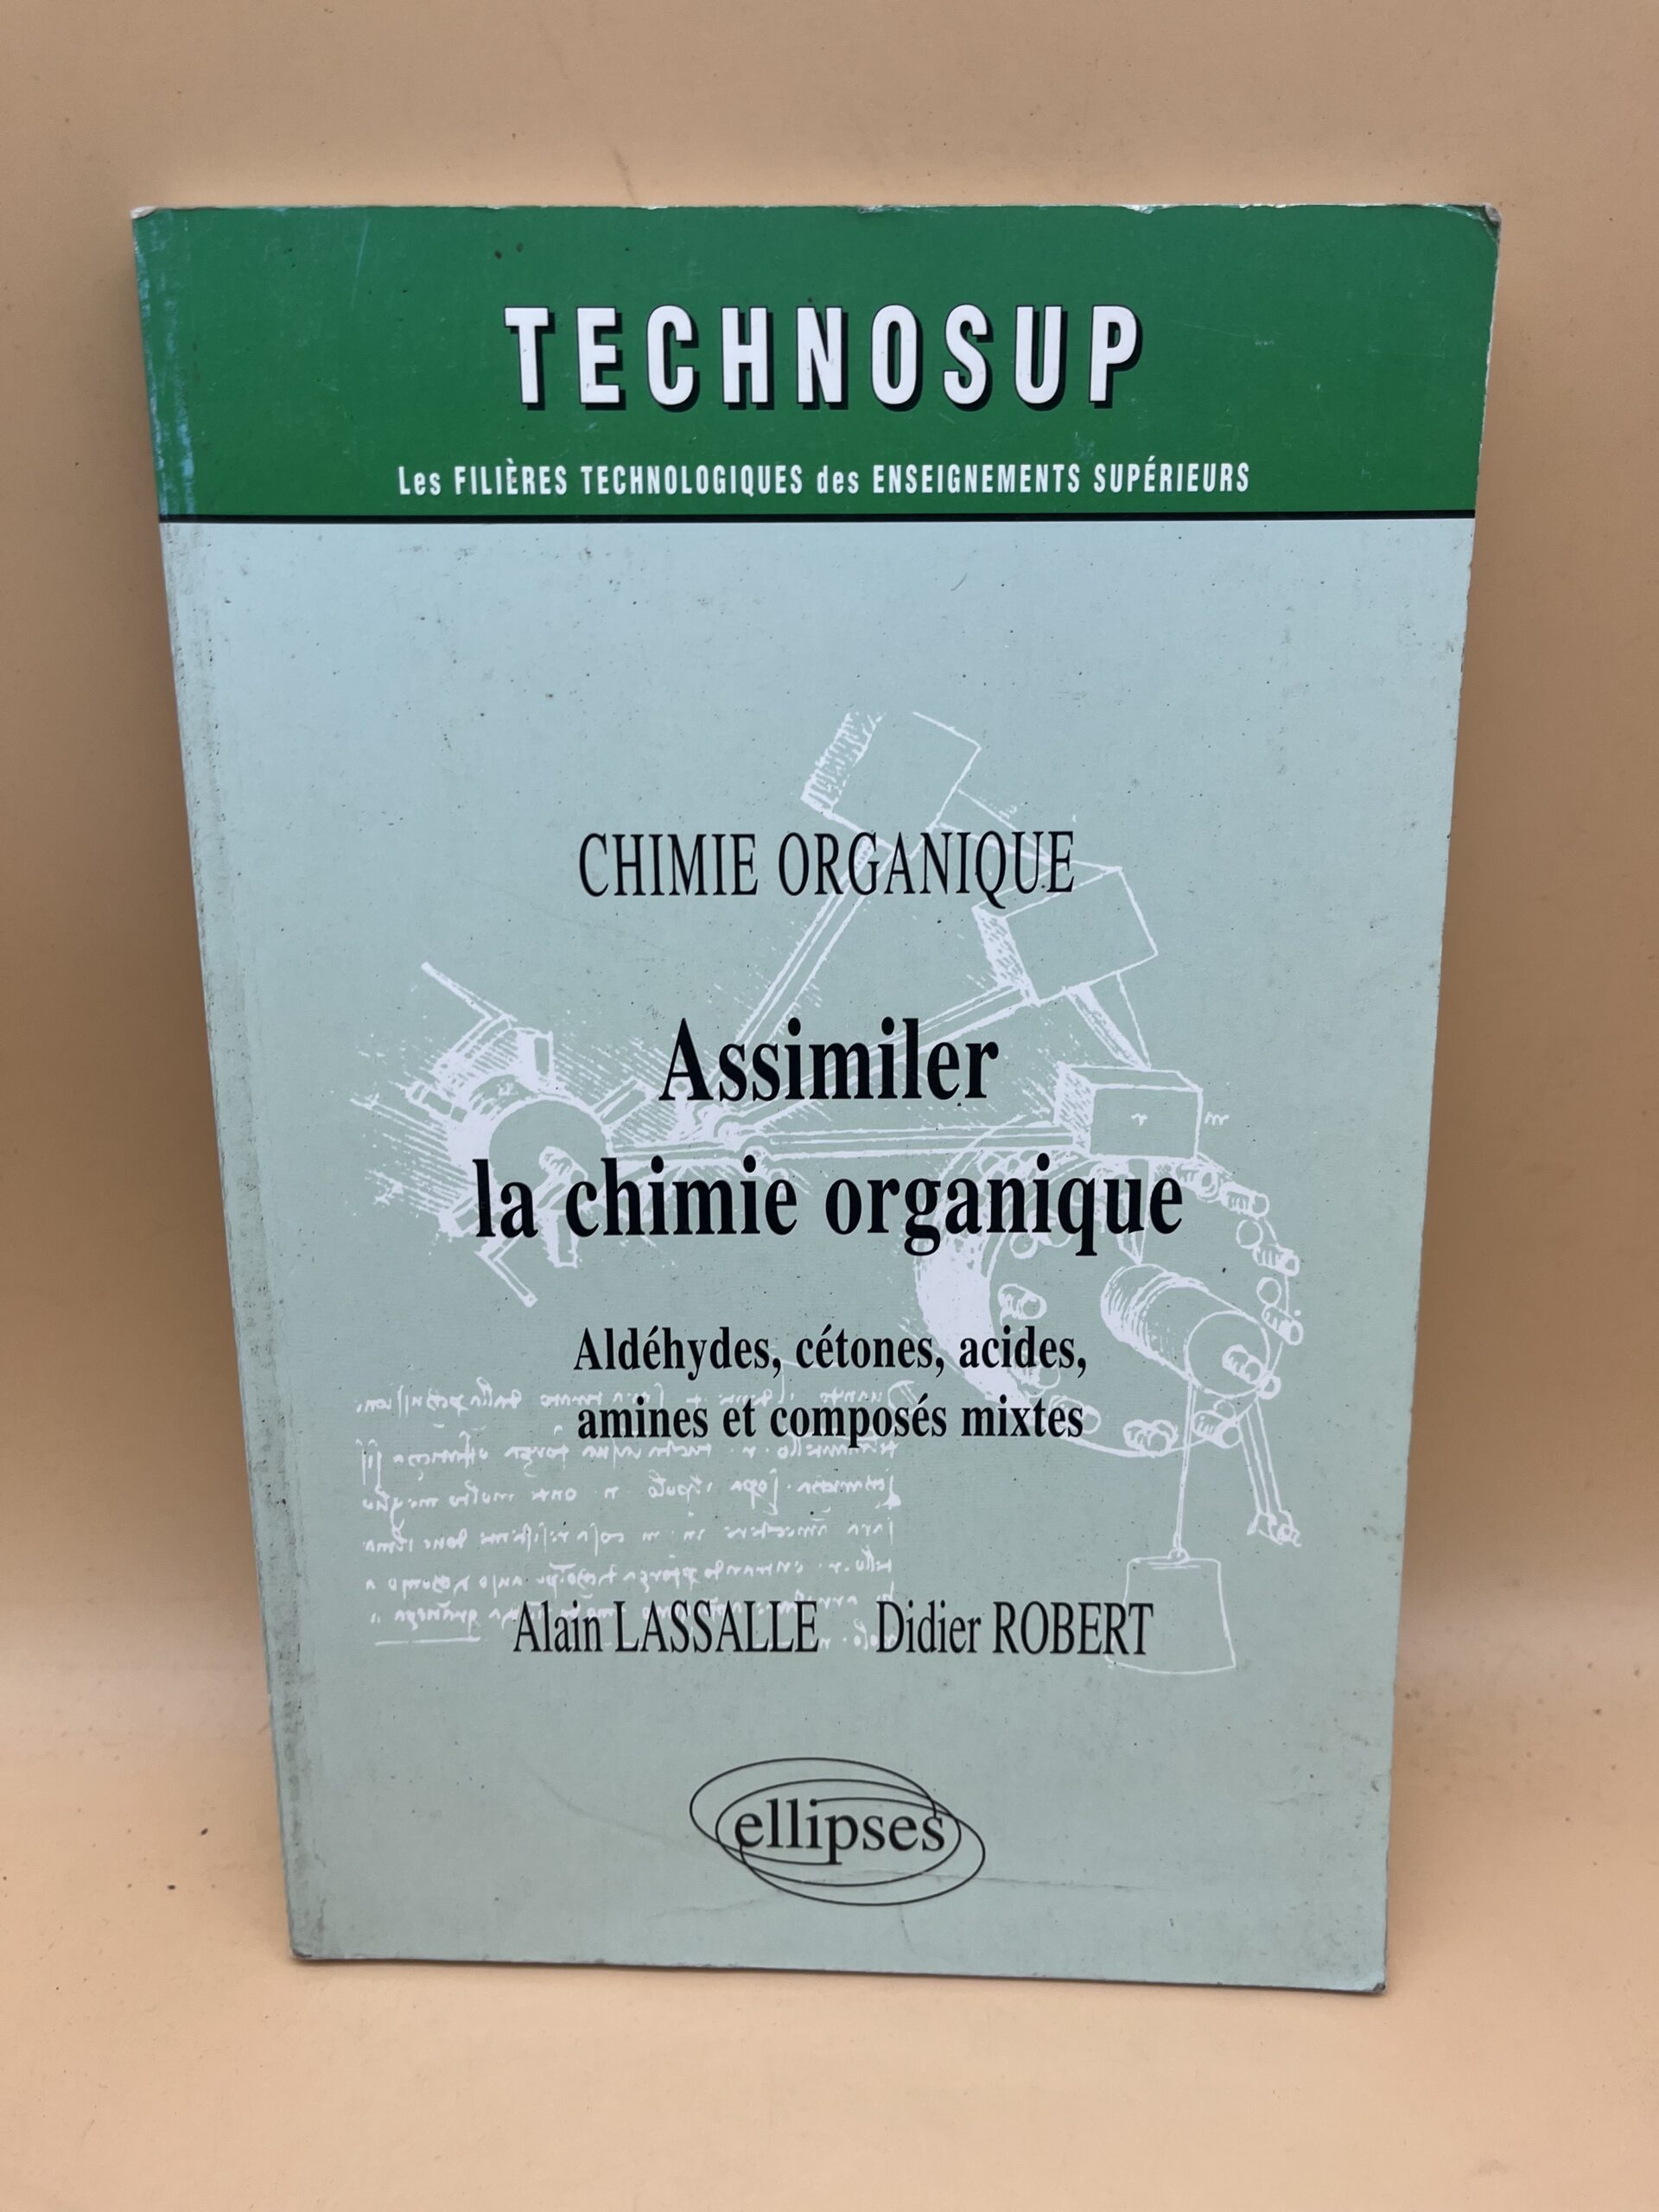 TECHNOSUP
Les FILIÈRES TECHNOLOGIQUES des ENSEIGNEMENTS SUPÉRIEURS
CHIMIE ORGANIQUE
Assimiler
la chimie organique
Aldéhydes, cétones, acides,
amines et composés mixtes
Alain LASSALLE Didier ROBERT
ellipses